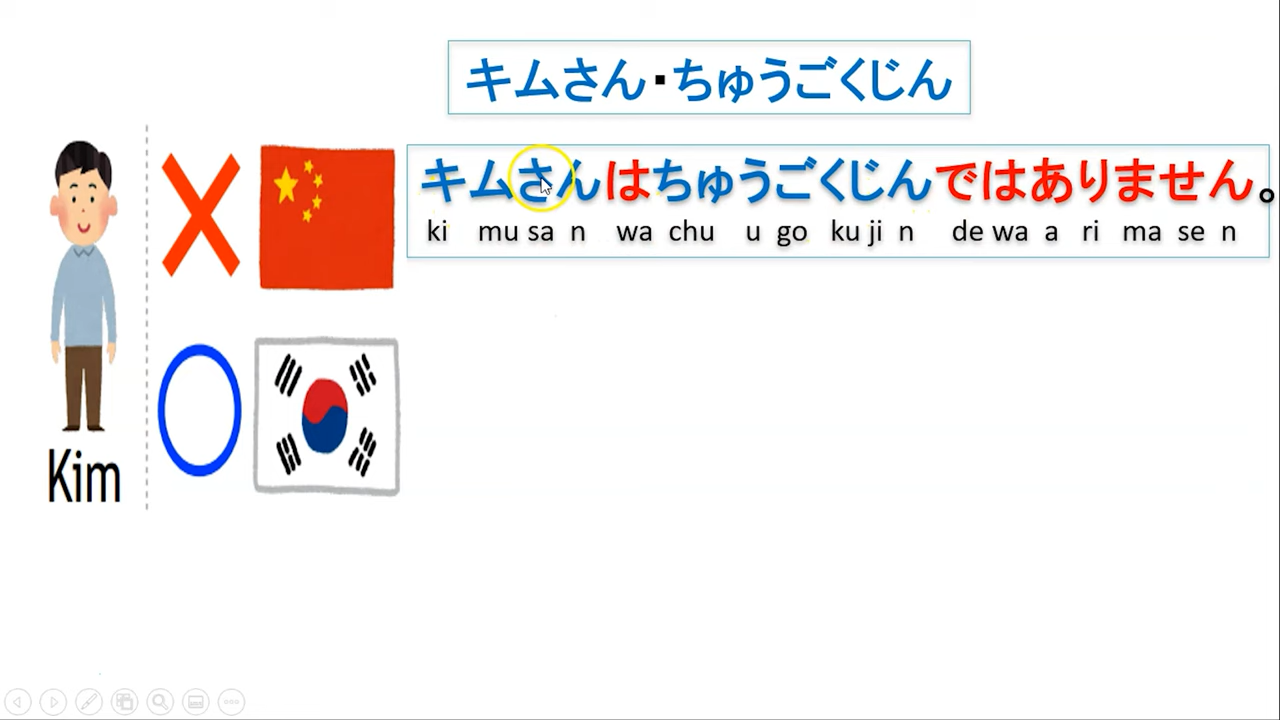 キムさん・ちゅうごくじん
キムさんはちゅうごくじんではありません。
ki mu sa n wa chu u go ku ji n de wa a ri ma se n
Kim